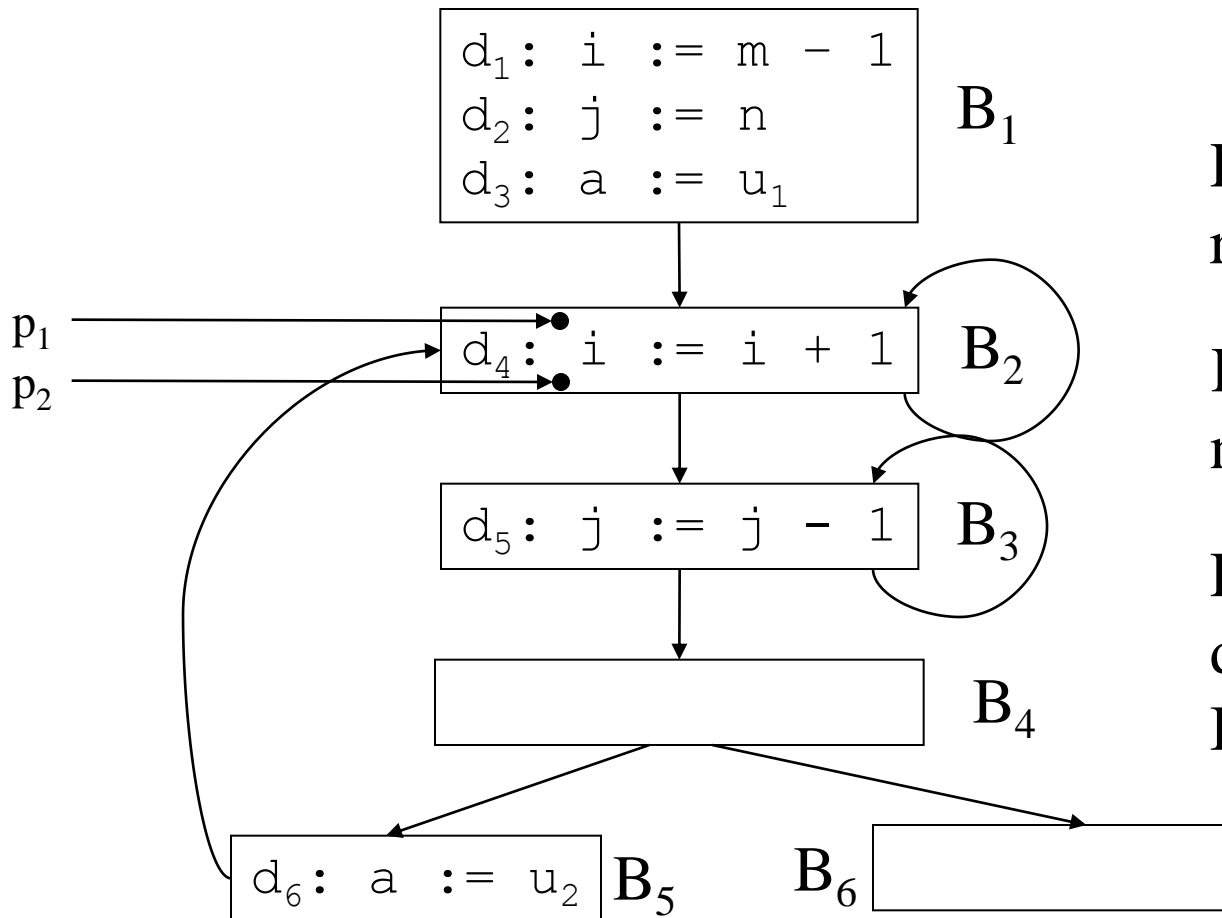 d₁: i := m - 1
d₂: j := n
d₃: a := u₁
B₁
p₁
d₄: i := i + 1
B₂
p₂
d₅: j := j - 1
B₃
B₄
d₆: a := u₂
B₅
B₆